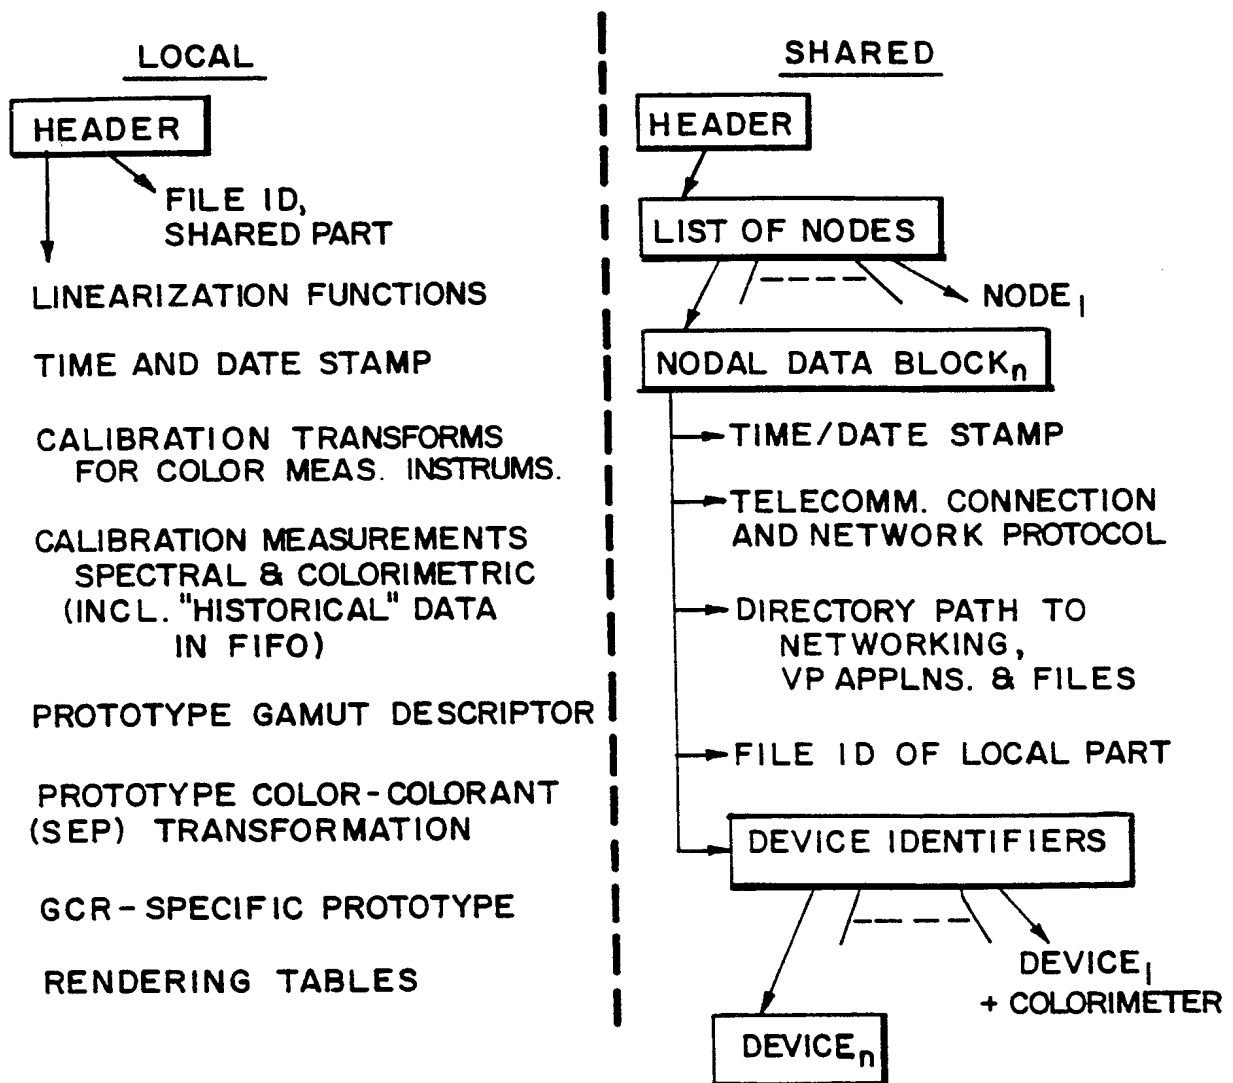 LOCAL
HEADER
FILE ID,
SHARED PART
LINEARIZATION FUNCTIONS
TIME AND DATE STAMP
CALIBRATION TRANSFORMS
FOR COLOR MEAS. INSTRUMS.
CALIBRATION MEASUREMENTS
SPECTRAL & COLORIMETRIC
(INCL. "HISTORICAL" DATA
IN FIFO)
PROTOTYPE GAMUT DESCRIPTOR
PROTOTYPE COLOR-COLORANT
(SEP) TRANSFORMATION
GCR-SPECIFIC PROTOTYPE
RENDERING TABLES
SHARED
HEADER
LIST OF NODES
NODE1
NODAL DATA BLOCKn
TIME/DATE STAMP
TELECOMM. CONNECTION
AND NETWORK PROTOCOL
DIRECTORY PATH TO
NETWORKING,
VP APPLNS. & FILES
FILE ID OF LOCAL PART
DEVICE IDENTIFIERS
DEVICE1
+ COLORIMETER
DEVICEn